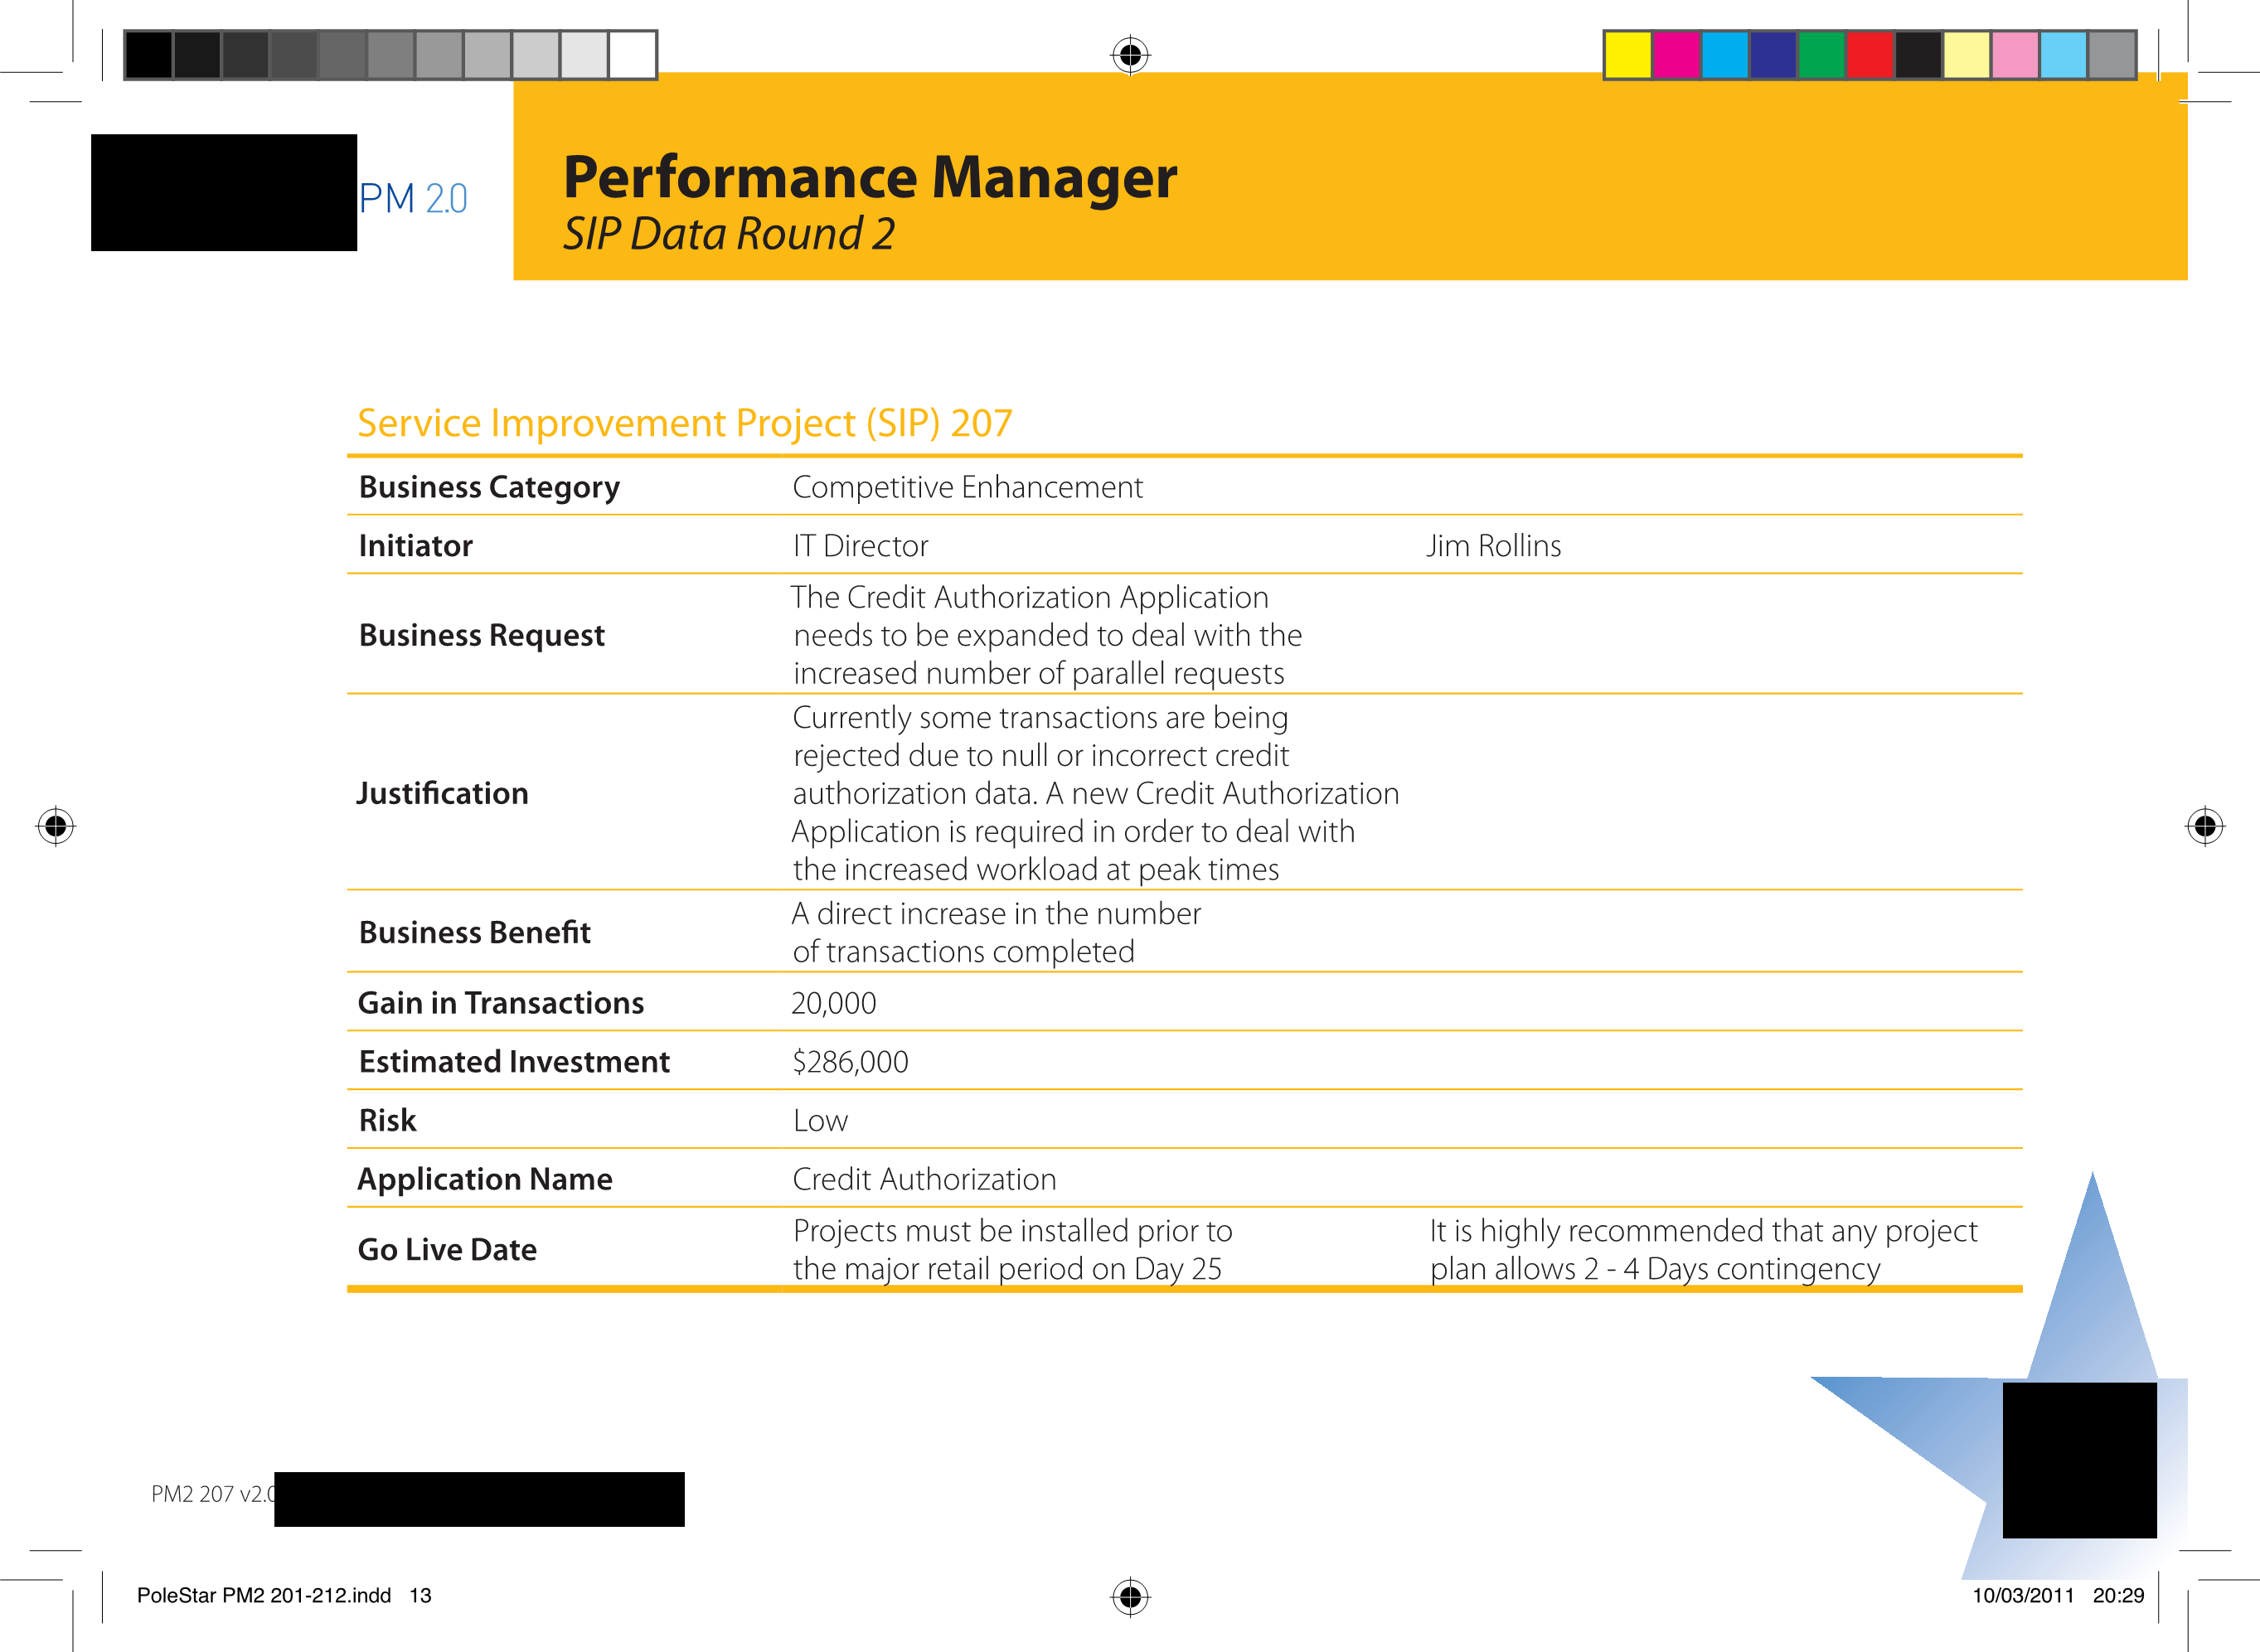 PM 2.0
Performance Manager
SIP Data Round 2
Service Improvement Project (SIP) 207
Business Category Competitive Enhancement
Initiator IT Director Jim Rollins
Business Request The Credit Authorization Application
needs to be expanded to deal with the
increased number of parallel requests
Justification Currently some transactions are being
rejected due to null or incorrect credit
authorization data. A new Credit Authorization
Application is required in order to deal with
the increased workload at peak times
Business Benefit A direct increase in the number
of transactions completed
Gain in Transactions 20,000
Estimated Investment $286,000
Risk Low
Application Name Credit Authorization
Go Live Date Projects must be installed prior to
the major retail period on Day 25
It is highly recommended that any project
plan allows 2 - 4 Days contingency
PM2 207 v2.0
PoleStar PM2 201-212.indd 13
10/03/2011 20:29